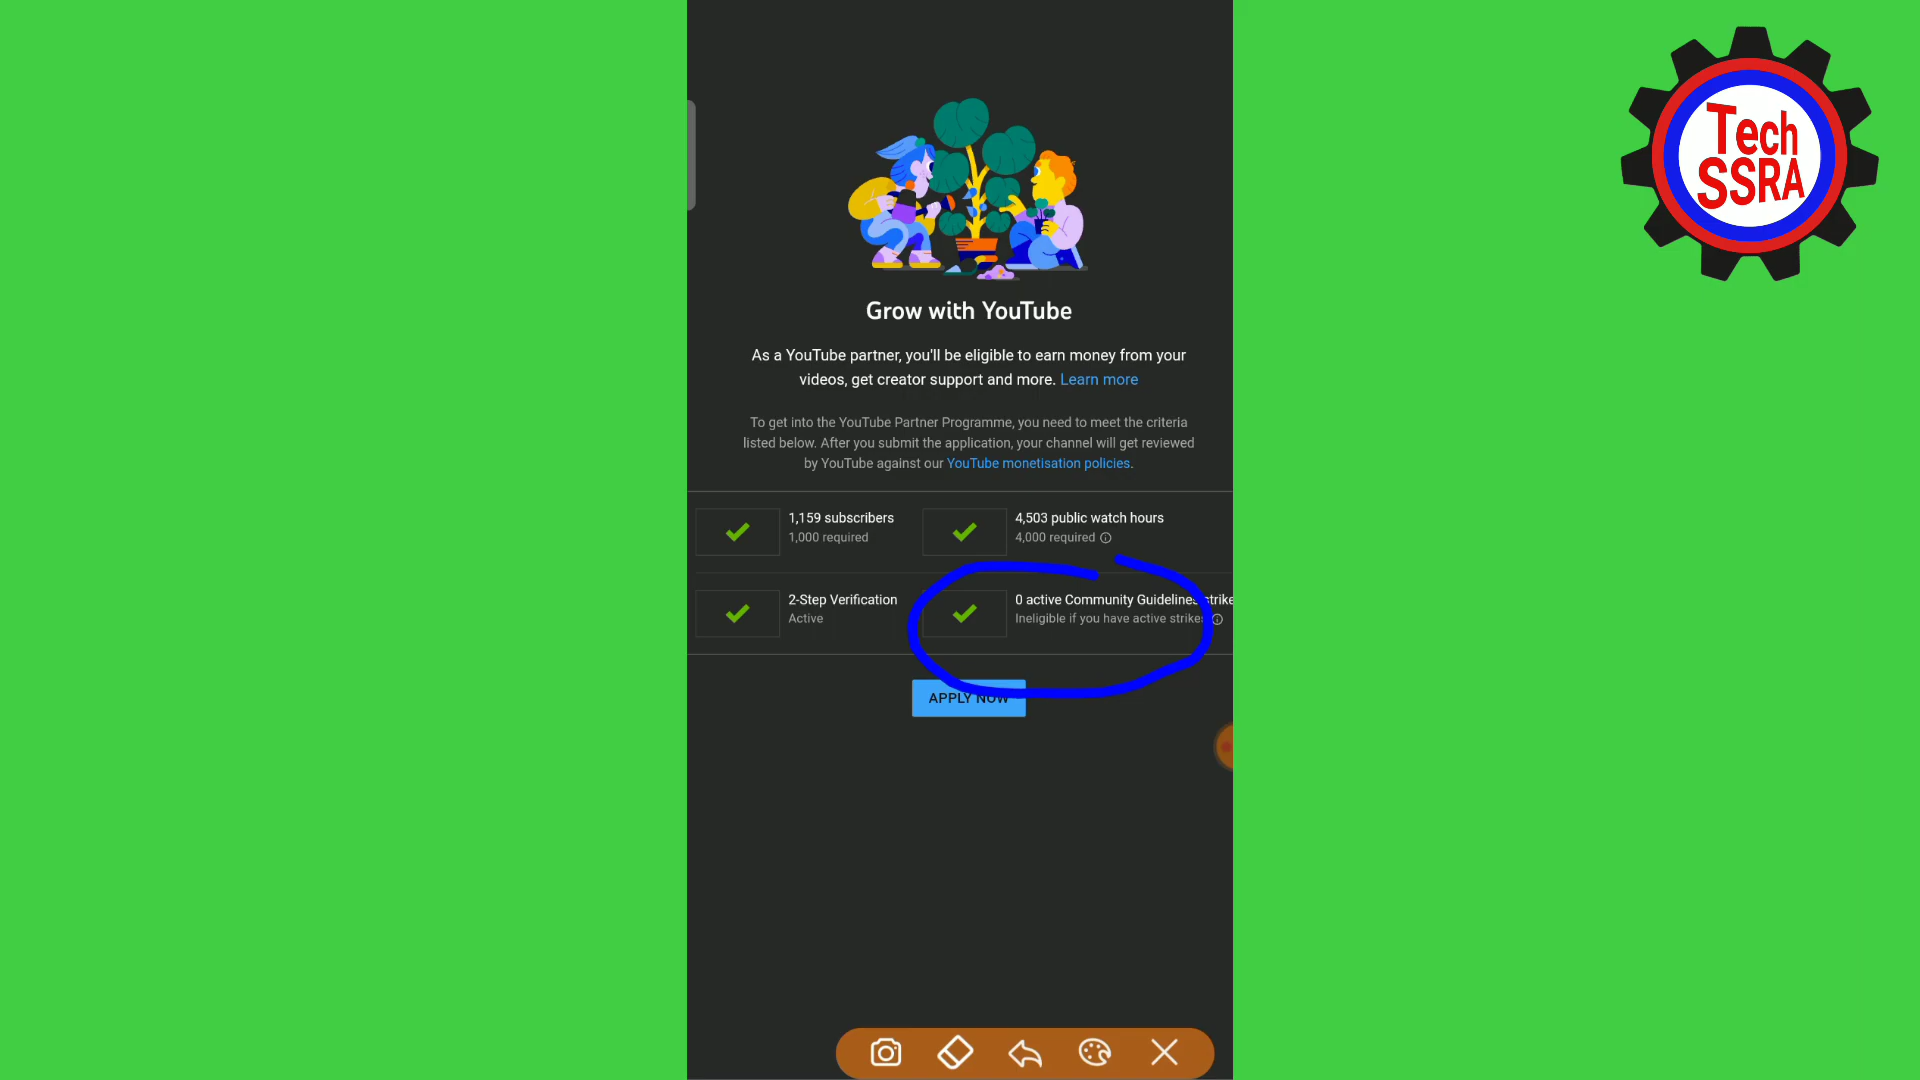 Tech
SSRA
Grow with YouTube
As a YouTube partner, you'll be eligible to earn money from your
videos, get creator support and more. Learn more
To get into the YouTube Partner Programme, you need to meet the criteria
listed below. After you submit the application, your channel will get reviewed
by YouTube against our YouTube monetisation policies.
1,159 subscribers
1,000 required
4,503 public watch hours
4,000 required
2-Step Verification
Active
0 active Community Guidelines strike
Ineligible if you have active strikes
APPLY NOW